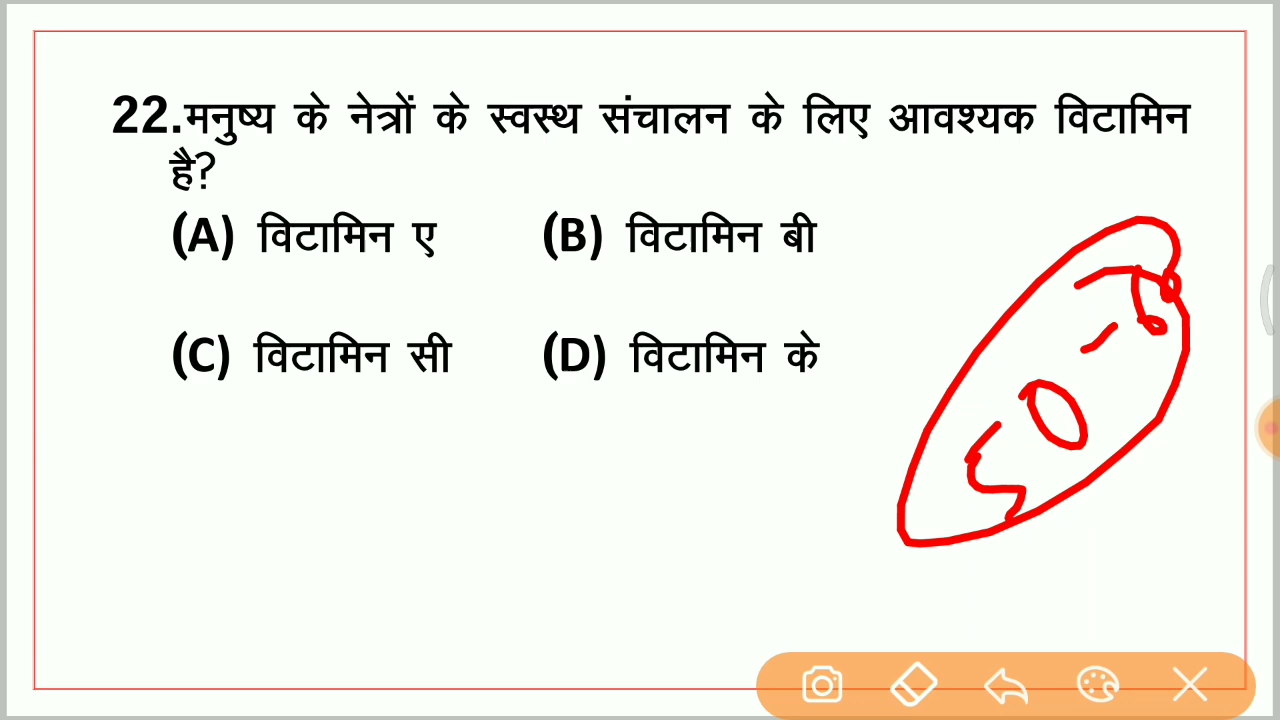 22.मनुष्य के नेत्रों के स्वस्थ संचालन के लिए आवश्यक विटामिन
है?
(A) विटामिन ए (B) विटामिन बी
(C) विटामिन सी (D) विटामिन के